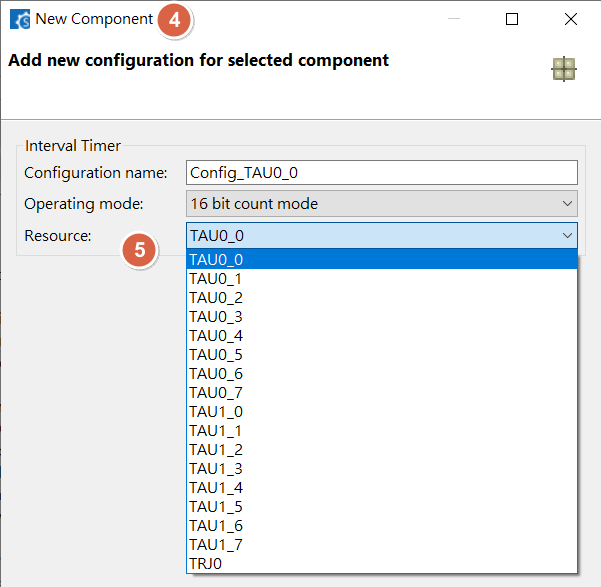 New Component 4
Add new configuration for selected component
Interval Timer
Configuration name: Config_TAU0_0
Operating mode: 16 bit count mode
Resource: TAU0_0
5
TAU0_0
TAU0_1
TAU0_2
TAU0_3
TAU0_4
TAU0_5
TAU0_6
TAU0_7
TAU1_0
TAU1_1
TAU1_2
TAU1_3
TAU1_4
TAU1_5
TAU1_6
TAU1_7
TRJ0